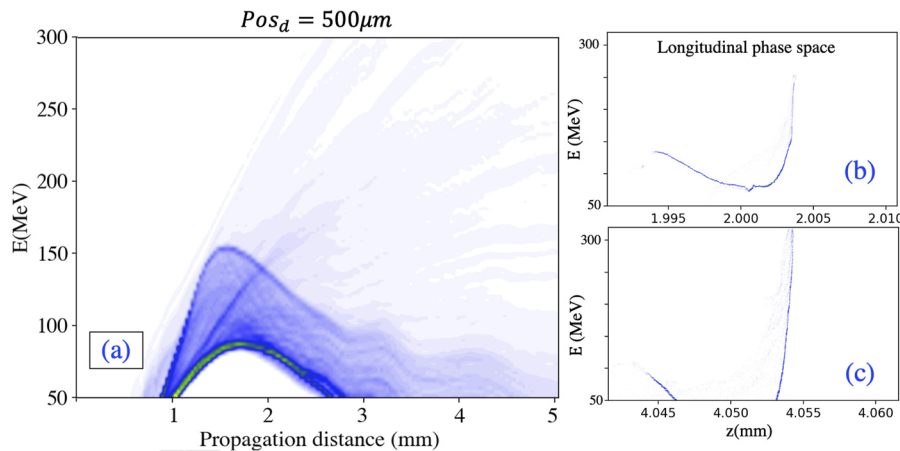 Pos_d = 500μm
300
250
200
150
100
50
E(MeV)
(a)
1
2
3
4
5
Propagation distance (mm)
Longitudinal phase space
300
E (MeV)
50
(b)
1.995
2.000
2.005
2.010
300
E (MeV)
50
(c)
4.045
4.050
4.055
4.060
z(mm)